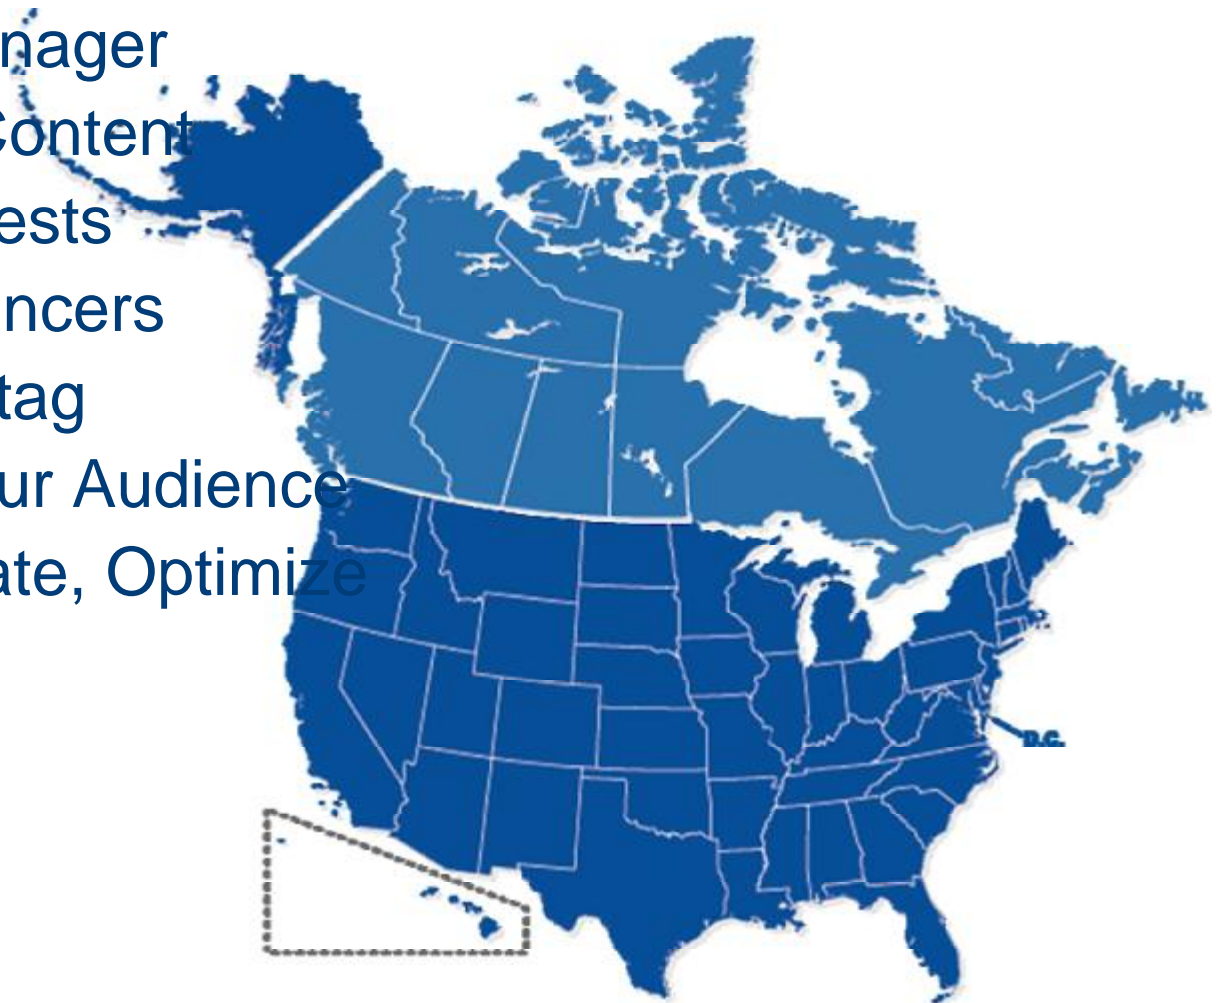 nager
Content
ests
ncers
tag
ur Audience
ate, Optimize
D.C.